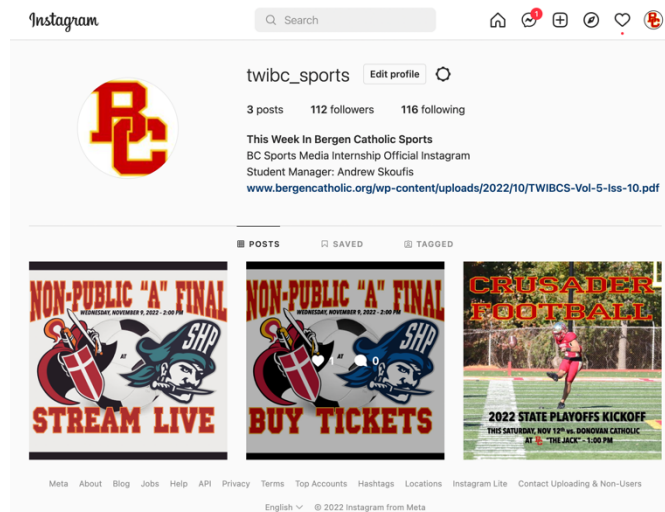 Instagram
Search
1
twibc_sports Edit profile
3 posts 112 followers 116 following
This Week In Bergen Catholic Sports
BC Sports Media Internship Official Instagram
Student Manager: Andrew Skoufis
www.bergencatholic.org/wp-content/uploads/2022/10/TWIBCS-Vol-5-Iss-10.pdf
BC
POSTS SAVED TAGGED
NON-PUBLIC "A" FINAL
WEDNESDAY, NOVEMBER 9, 2022 - 2:00 PM
AT
SHP
STREAM LIVE
NON-PUBLIC "A" FINAL
WEDNESDAY, NOVEMBER 9, 2022 - 2:00 PM
AT
SHP
1 0
BUY TICKETS
CRUSADER
FOOTBALL
2022 STATE PLAYOFFS KICKOFF
THIS SATURDAY, NOV 12th vs. DONOVAN CATHOLIC
AT BC "THE JACK" - 1:00 PM
Meta About Blog Jobs Help API Privacy Terms Top Accounts Hashtags Locations Instagram Lite Contact Uploading & Non-Users
English © 2022 Instagram from Meta